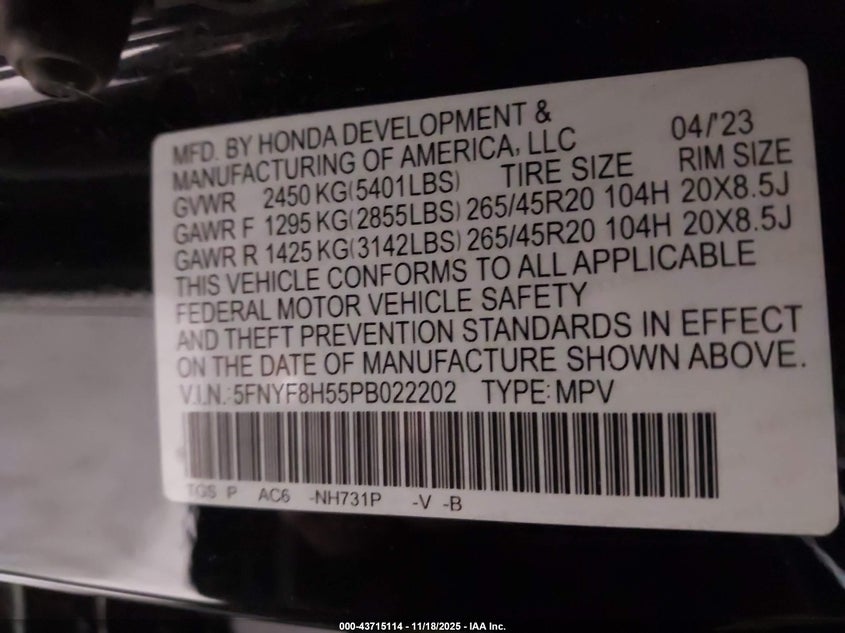 MFD. BY HONDA DEVELOPMENT & 04/'23
MANUFACTURING OF AMERICA, LLC
GVWR 2450 KG(5401LBS) TIRE SIZE RIM SIZE
GAWR F 1295 KG(2855LBS) 265/45R20 104H 20X8.5J
GAWR R 1425 KG(3142LBS) 265/45R20 104H 20X8.5J
THIS VEHICLE CONFORMS TO ALL APPLICABLE
FEDERAL MOTOR VEHICLE SAFETY
AND THEFT PREVENTION STANDARDS IN EFFECT
ON THE DATE OF MANUFACTURE SHOWN ABOVE.
V.I.N.: 5FNYF8H55PB022202 TYPE: MPV
TGS P AC6 -NH731P -V -B
000-43715114 - 11/18/2025 - IAA Inc.